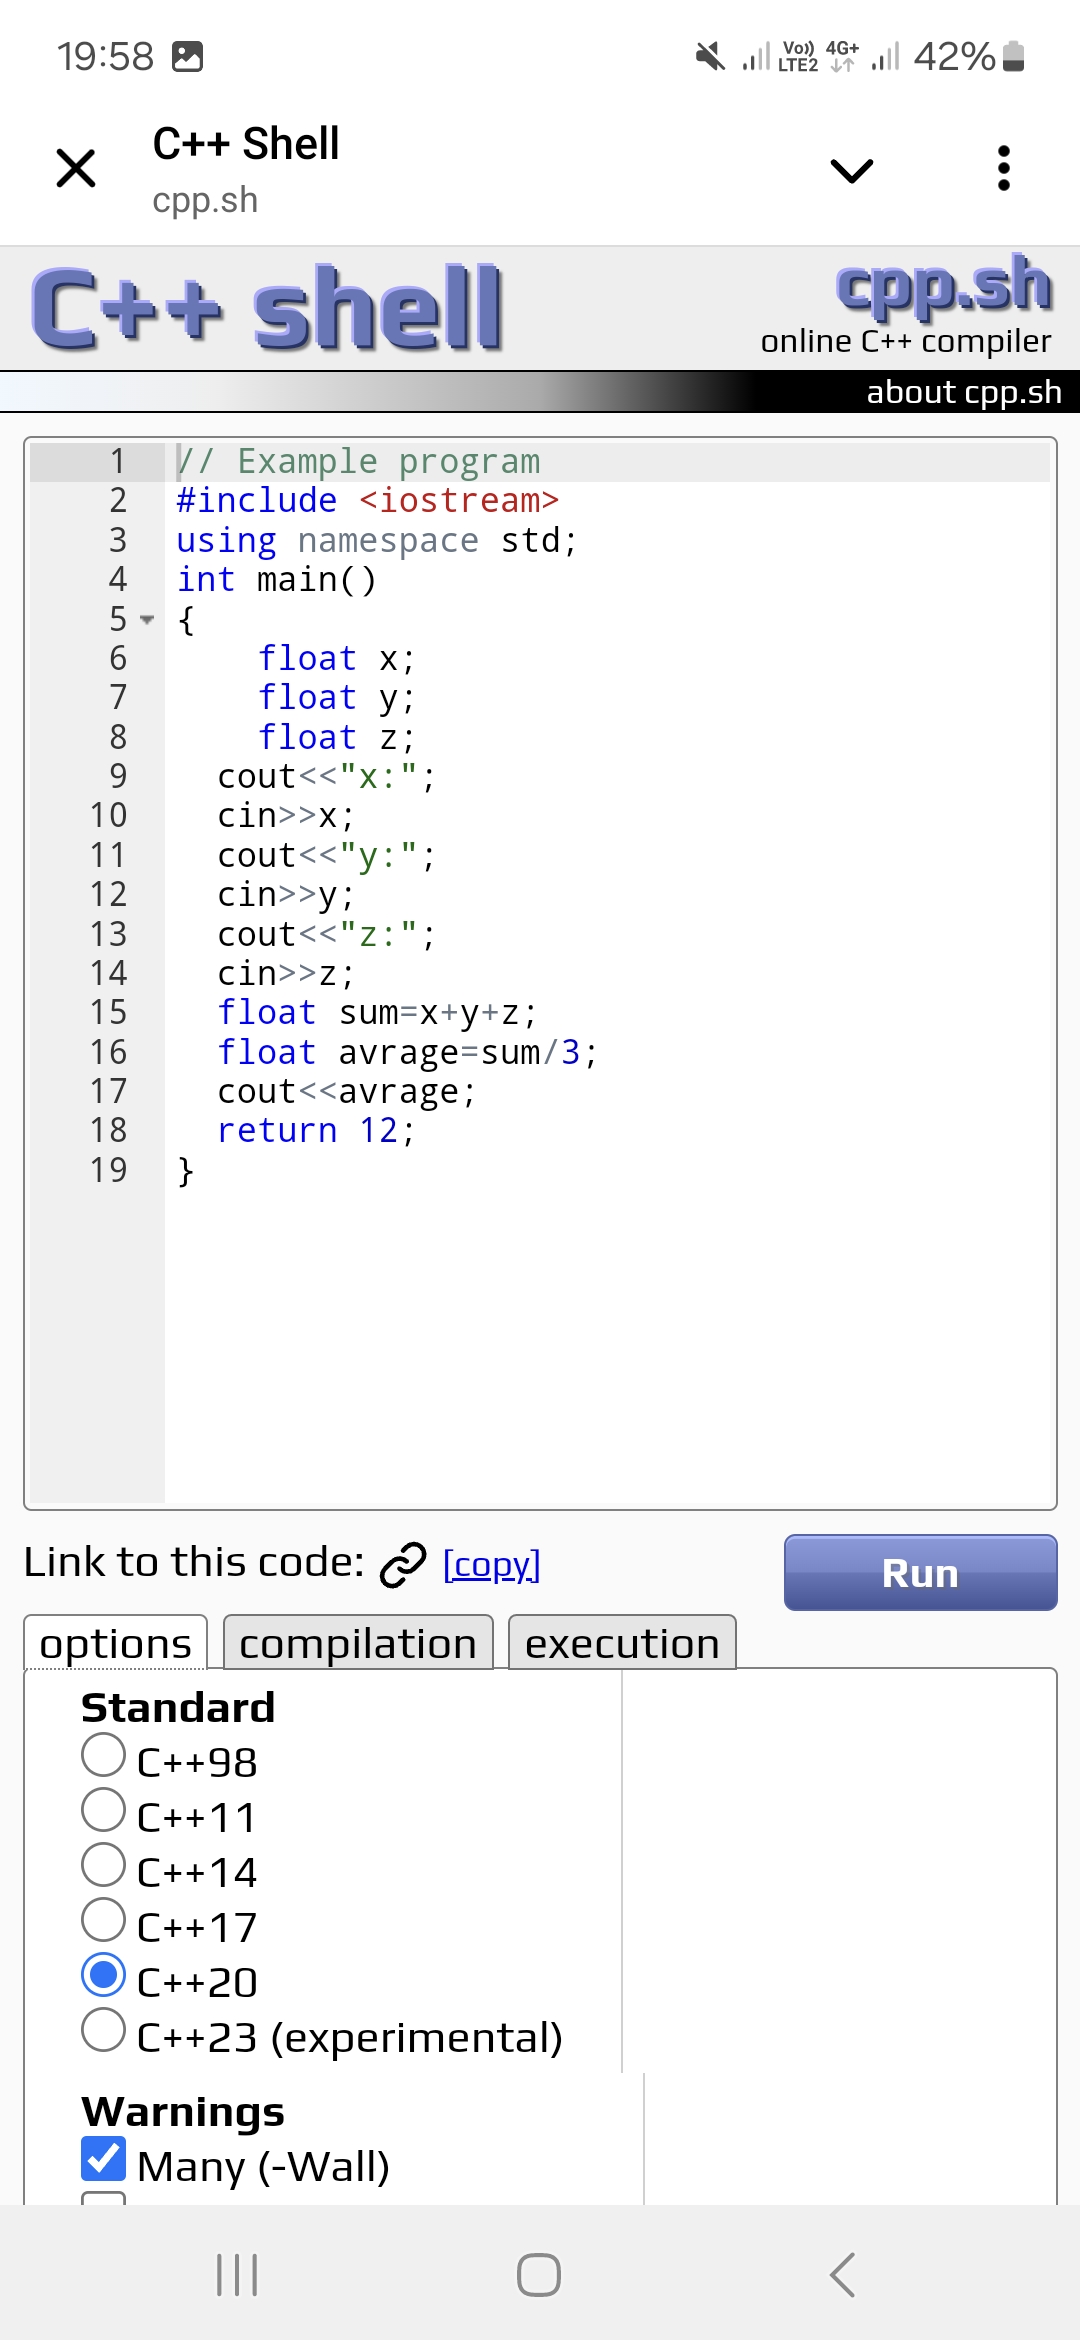 19:58
Vo)) LTE2 4G+ 42%
C++ Shell
cpp.sh
C++ shell
cpp.sh
online C++ compiler
about cpp.sh
1 // Example program
2 #include <iostream>
3 using namespace std;
4 int main()
5 {
6 float x;
7 float y;
8 float z;
9 cout<<"x:";
10 cin>>x;
11 cout<<"y:";
12 cin>>y;
13 cout<<"z:";
14 cin>>z;
15 float sum=x+y+z;
16 float avrage=sum/3;
17 cout<<avrage;
18 return 12;
19 }
Link to this code: [copy]
Run
options compilation execution
Standard
C++98
C++11
C++14
C++17
C++20
C++23 (experimental)
Warnings
Many (-Wall)